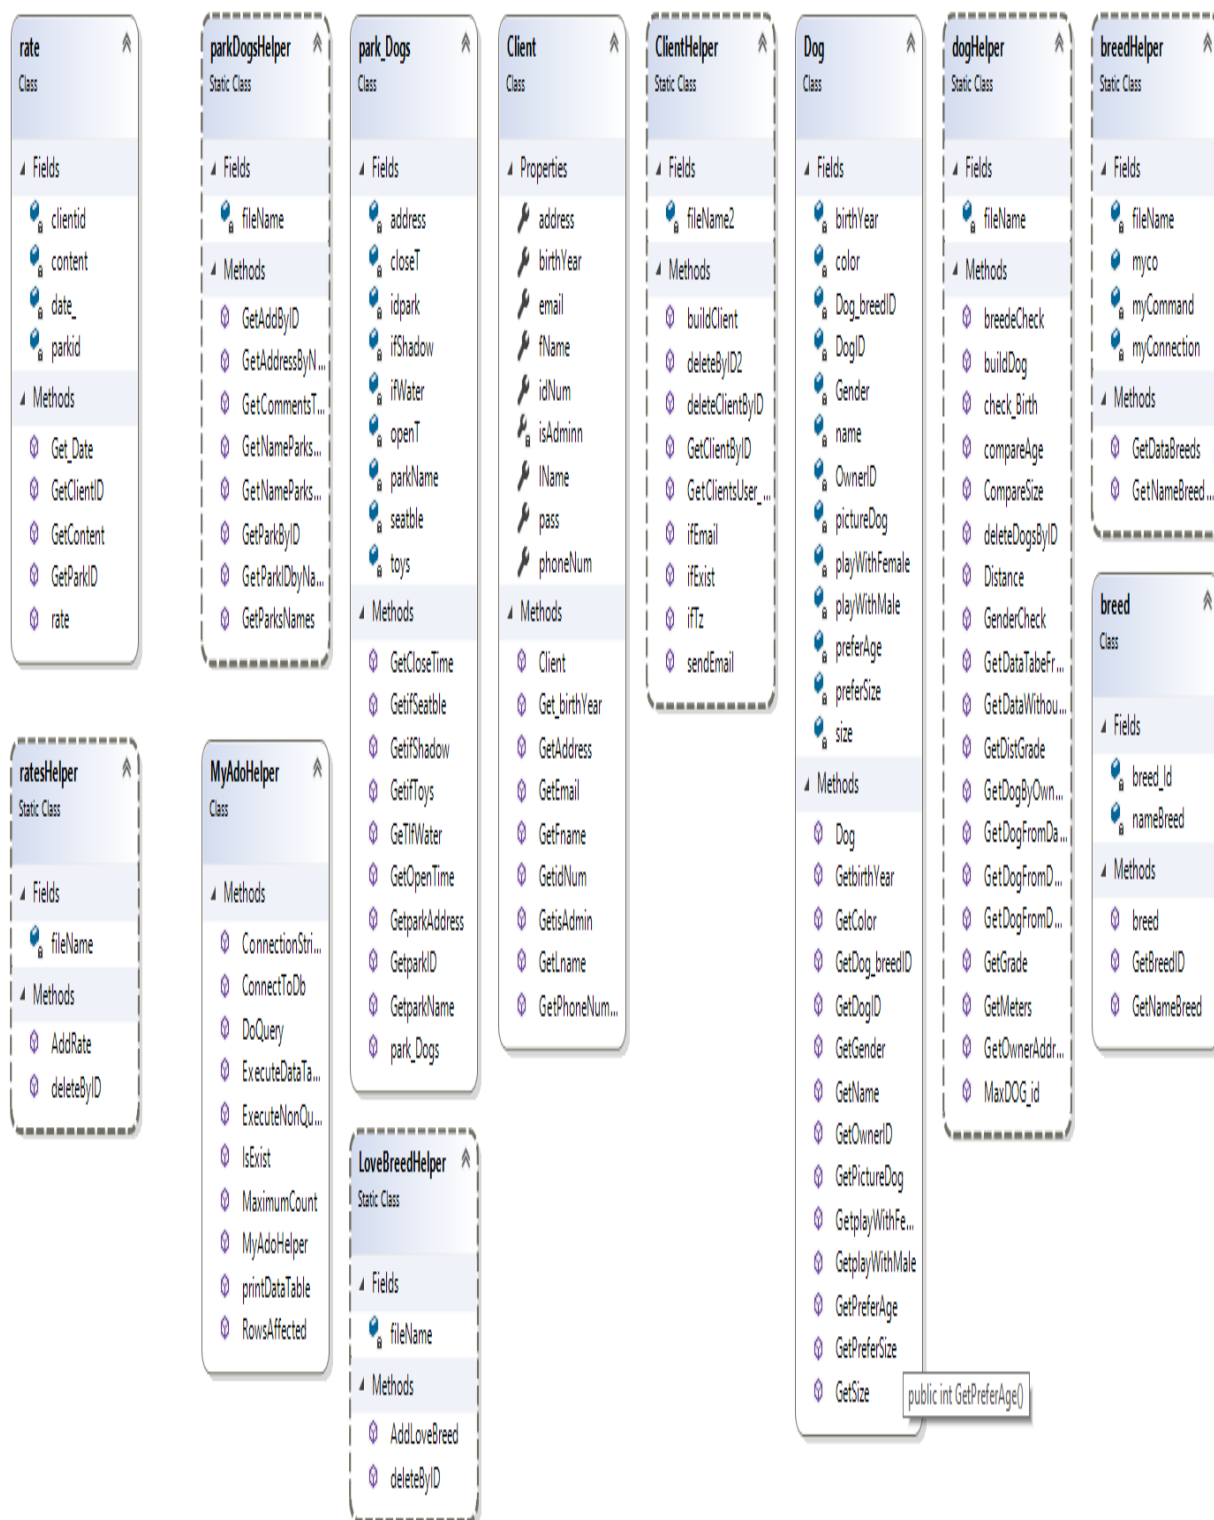 rate
Class
Fields
clientid
content
date_
parkid
Methods
Get_Date
GetClientID
GetContent
GetParkID
rate
parkDogsHelper
Static Class
Fields
fileName
Methods
GetAddByID
GetAddressByN...
GetCommentsT...
GetNameParks...
GetNameParks...
GetParkByID
GetParkIDbyNa...
GetParksNames
park_Dogs
Class
Fields
address
closeT
idpark
ifShadow
ifWater
openT
parkName
seatble
toys
Methods
GetCloseTime
GetifSeatble
GetifShadow
GetifToys
GeTIfWater
GetOpenTime
GetparkAddress
GetparkID
GetparkName
park_Dogs
Client
Class
Properties
address
birthYear
email
fName
idNum
isAdminn
lName
pass
phoneNum
Methods
Client
Get_birthYear
GetAddress
GetEmail
GetFname
GetidNum
GetisAdmin
GetLname
GetPhoneNum...
ClientHelper
Static Class
Fields
fileName2
Methods
buildClient
deleteByID2
deleteClientByID
GetClientByID
GetClientsUser_...
ifEmail
ifExist
ifTz
sendEmail
Dog
Class
Fields
birthYear
color
Dog_breedID
DogID
Gender
name
OwnerID
pictureDog
playWithFemale
playWithMale
preferAge
preferSize
size
Methods
Dog
GetbirthYear
GetColor
GetDog_breedID
GetDogID
GetGender
GetName
GetOwnerID
GetPictureDog
GetplayWithFe...
GetplayWithMale
GetPreferAge
GetPreferSize
GetSize
public int GetPreferAge()
dogHelper
Static Class
Fields
fileName
Methods
breedeCheck
buildDog
check_Birth
compareAge
CompareSize
deleteDogsByID
Distance
GenderCheck
GetDataTabeFr...
GetDataWithou...
GetDistGrade
GetDogByOwn...
GetDogFromDa...
GetDogFromD...
GetDogFromD...
GetGrade
GetMeters
GetOwnerAddr...
MaxDOG_id
breedHelper
Static Class
Fields
fileName
myco
myCommand
myConnection
Methods
GetDataBreeds
GetNameBreed...
breed
Class
Fields
breed_Id
nameBreed
Methods
breed
GetBreedID
GetNameBreed
ratesHelper
Static Class
Fields
fileName
Methods
AddRate
deleteByID
MyAdoHelper
Class
Methods
ConnectionStri...
ConnectToDb
DoQuery
ExecuteDataTa...
ExecuteNonQu...
IsExist
MaximumCount
MyAdoHelper
printDataTable
RowsAffected
LoveBreedHelper
Static Class
Fields
fileName
Methods
AddLoveBreed
deleteByID